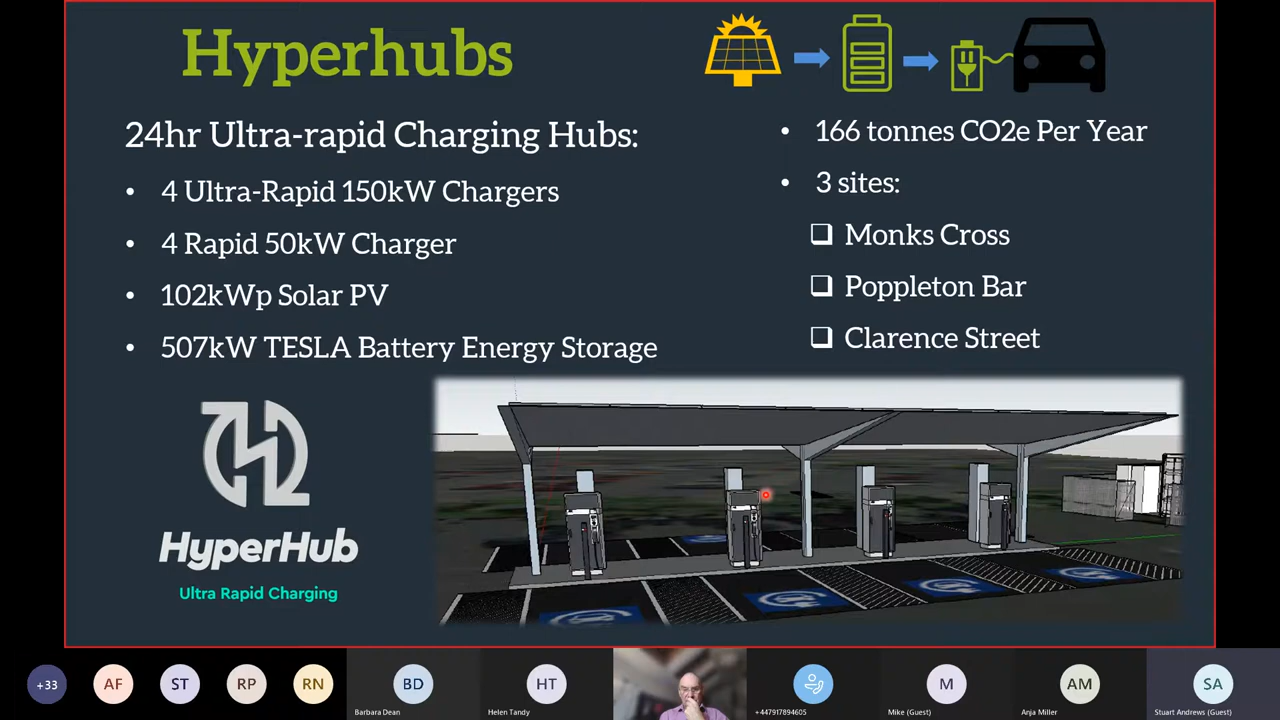 Hyperhubs
24hr Ultra-rapid Charging Hubs:
• 4 Ultra-Rapid 150kW Chargers
• 4 Rapid 50kW Charger
• 102kWp Solar PV
• 507kW TESLA Battery Energy Storage
• 166 tonnes CO2e Per Year
• 3 sites:
❑ Monks Cross
❑ Poppleton Bar
❑ Clarence Street
HyperHub
Ultra Rapid Charging
+33
AF
ST
RP
RN
BD
Barbara Dean
HT
Helen Tandy
+447917894605
M
Mike (Guest)
AM
Anja Miller
SA
Stuart Andrews (Guest)